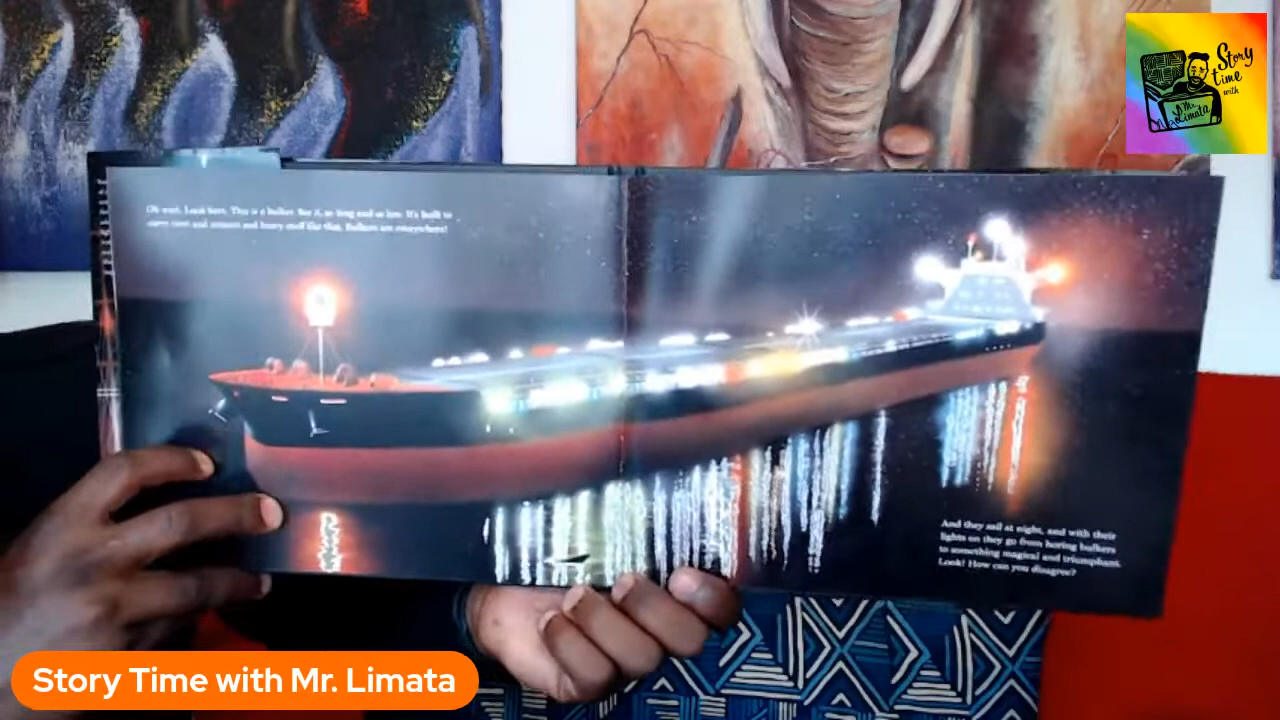 Story
time
with
Mr.
Limata
Oh wait. Look here. This is a bulker. See it, so long and so low. It's built to
carry corn and cement and heavy stuff like that. Bulkers are everywhere!
And they sail at night, and with their
lights on they go from boring bulkers
to something magical and triumphant.
Look! How can you disagree?
Story Time with Mr. Limata